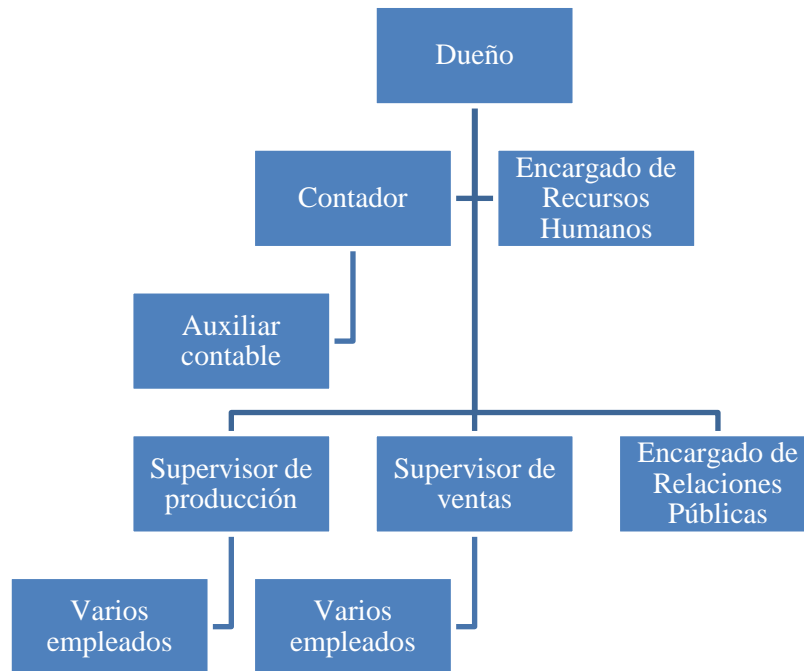 Dueño
Contador
Encargado de
Recursos
Humanos
Auxiliar
contable
Supervisor de
producción
Supervisor de
ventas
Encargado de
Relaciones
Públicas
Varios
empleados
Varios
empleados